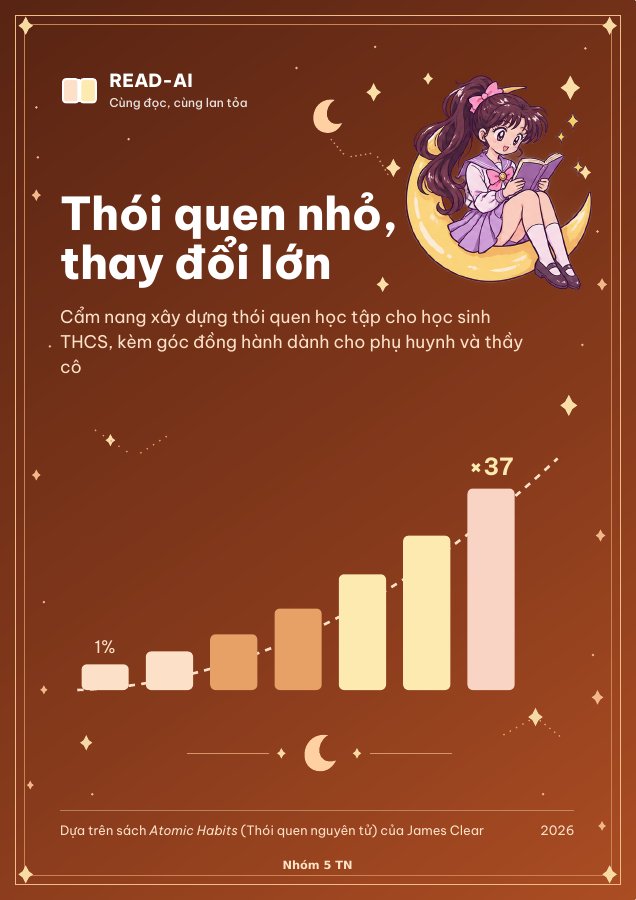 READ-AI
Cùng đọc, cùng lan tỏa
Thói quen nhỏ,
thay đổi lớn
Cẩm nang xây dựng thói quen học tập cho học sinh
THCS, kèm góc đồng hành dành cho phụ huynh và thầy
cô
×37
1%
Dựa trên sách Atomic Habits (Thói quen nguyên tử) của James Clear
2026
Nhóm 5 TN